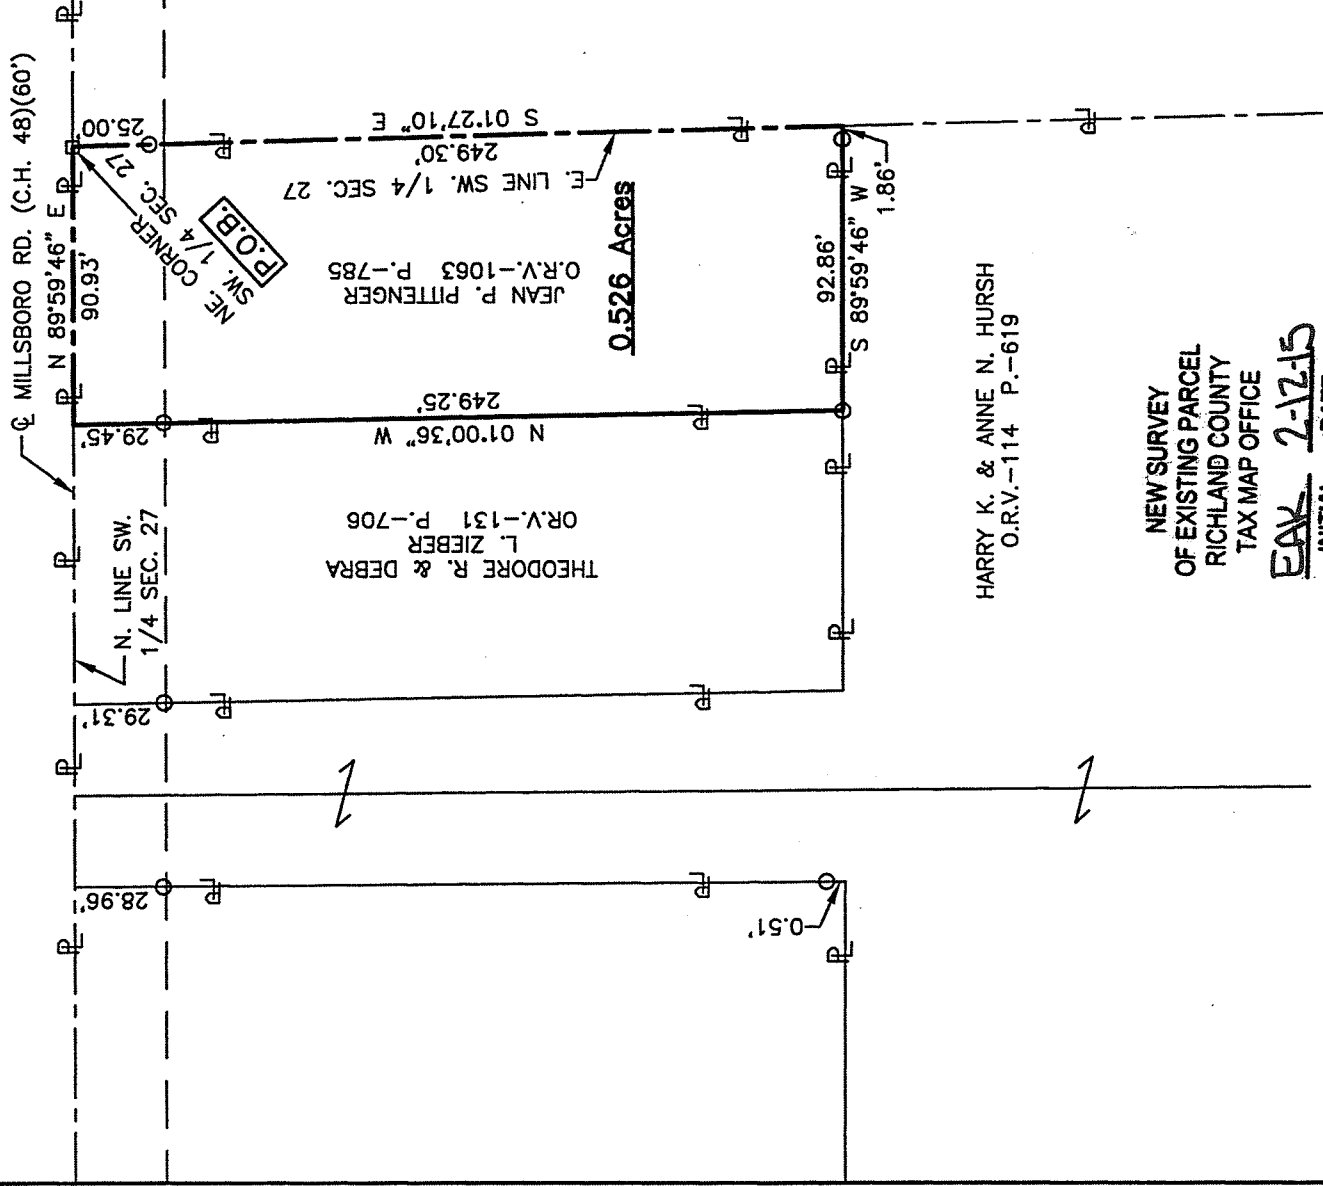 ℄ MILLSBORO RD. (C.H. 48)(60')
N 89°59'46" E
90.93'
25.00'
NE. CORNER
SW. 1/4 SEC. 27
P.O.B.
S 01°27'10" E
249.30'
E. LINE SW. 1/4 SEC. 27
JEAN P. PITTENGER
O.R.V.-1063 P.-785
0.526 Acres
92.86'
S 89°59'46" W
1.86'
29.45'
N 01°00'36" W
249.25'
N. LINE SW.
1/4 SEC. 27
THEODORE R. & DEBRA
L. ZIEBER
OR.V.-131 P.-706
29.31'
28.96'
0.51'
HARRY K. & ANNE N. HURSH
O.R.V.-114 P.-619
NEW SURVEY
OF EXISTING PARCEL
RICHLAND COUNTY
TAX MAP OFFICE
EAK 2-12-15
INITIAL DATE